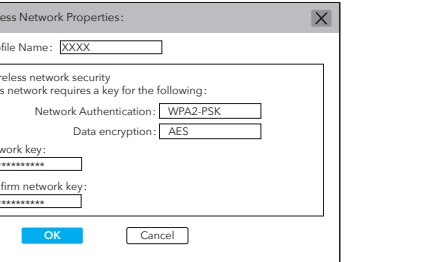 ess Network Properties:
file Name: XXXX
reless network security
s network requires a key for the following:
Network Authentication: WPA2-PSK
Data encryption: AES
work key:
**********
firm network key:
**********
OK Cancel